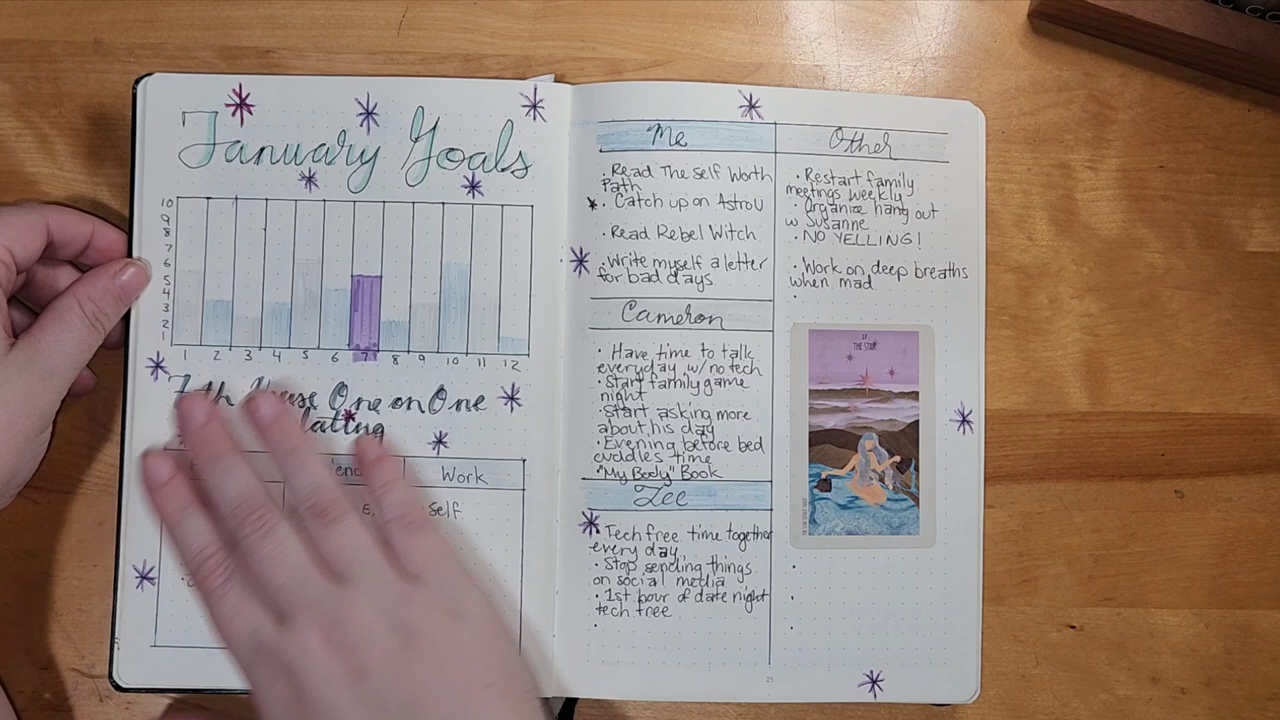 January Goals
10
9
8
7
6
5
4
3
2
1
1 2 3 4 5 6 7 8 9 10 11 12
7th House One on One
Work
self
Me
• Read The self Worth
Path
• Catch up on AstroU
• Read Rebel Witch
• Write myself a letter
for bad days
Cameron
• Have time to talk
everyday w/no tech
• Start family game
night
• Start asking more
about his day
• Evening before bed
cuddles time
• "My Body" Book
Zee
• Tech free time together
every day
• Stop sending things
on social media
• 1st hour of date night
tech free
Other
• Restart family
meetings weekly
• Organize hang out
w Susanne
• NO YELLING!
• Work on deep breaths
when mad
17
THE STAR
25